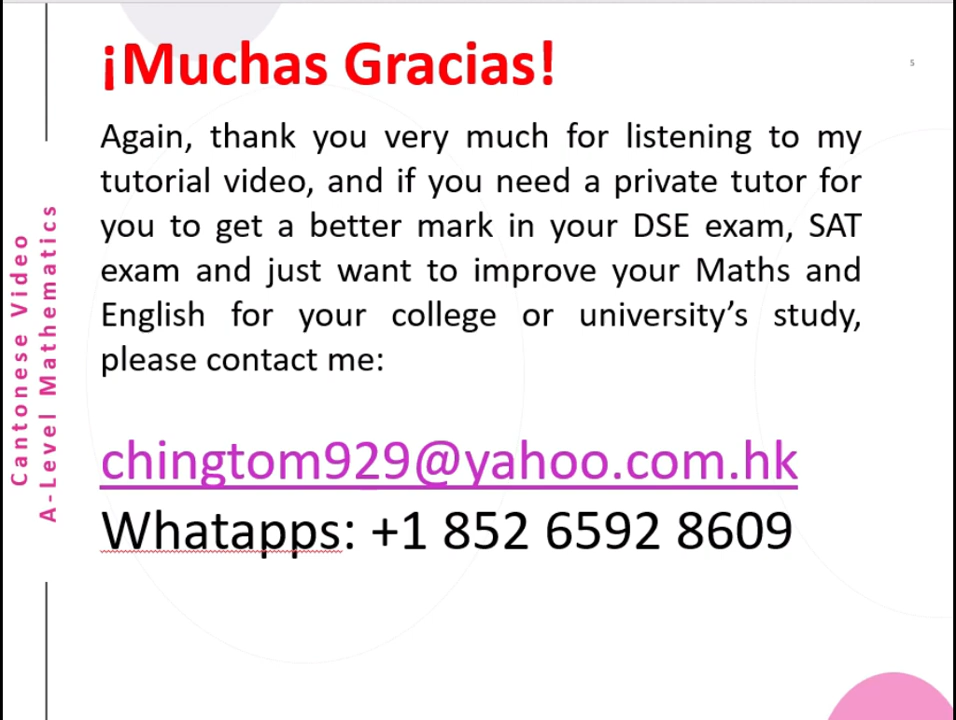 ¡Muchas Gracias!
5
Again, thank you very much for listening to my
tutorial video, and if you need a private tutor for
you to get a better mark in your DSE exam, SAT
exam and just want to improve your Maths and
English for your college or university’s study,
please contact me:
chingtom929@yahoo.com.hk
Whatapps: +1 852 6592 8609
Cantonese Video
A-Level Mathematics